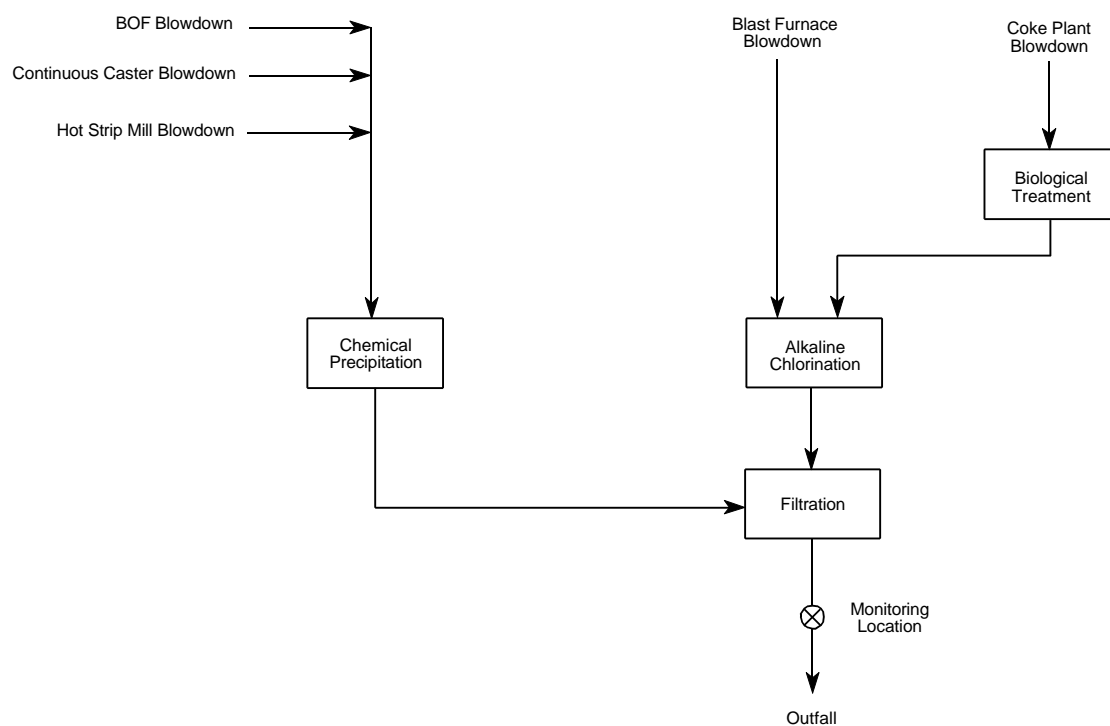 BOF Blowdown
Continuous Caster Blowdown
Hot Strip Mill Blowdown
Blast Furnace
Blowdown
Coke Plant
Blowdown
Biological
Treatment
Chemical
Precipitation
Alkaline
Chlorination
Filtration
Monitoring
Location
Outfall